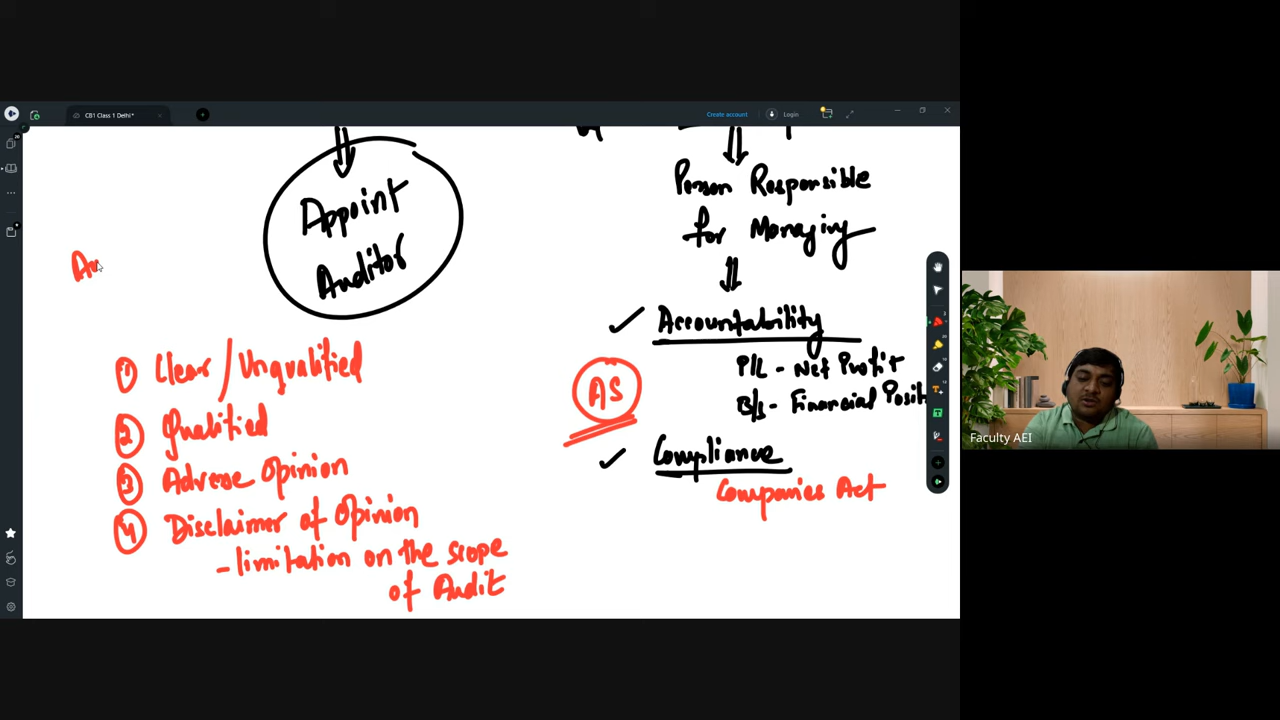 CB1 Class 1 Delhi*
Create account
Login
Appoint
Auditor
Au
① Clear / Unqualified
② Qualified
③ Adverse Opinion
④ Disclaimer of Opinion
- limitation on the scope
of Audit
Person Responsible
for Managing
✓ Accountability
P/L - Net Profit
B/S - Financial Posit
AS
✓ Compliance
Companies Act
Faculty AEI